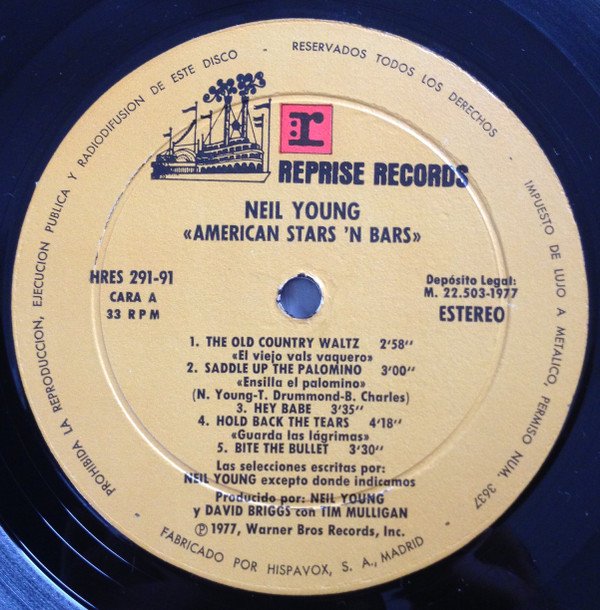 PROHIBIDA LA REPRODUCCION, EJECUCION PUBLICA Y RADIODIFUSION DE ESTE DISCO - RESERVADOS TODOS LOS DERECHOS
IMPUESTO DE LUJO A METALICO, PERMISO NUM. 3637
r
REPRISE RECORDS
NEIL YOUNG
«AMERICAN STARS 'N BARS»
HRES 291-91
CARA A
33 RPM
Depósito Legal:
M. 22.503-1977
ESTEREO
1. THE OLD COUNTRY WALTZ 2'58"
«El viejo vals vaquero»
2. SADDLE UP THE PALOMINO 3'00"
«Ensilla el palomino»
(N. Young-T. Drummond-B. Charles)
3. HEY BABE 3'35"
4. HOLD BACK THE TEARS 4'18"
«Guarda las lágrimas»
5. BITE THE BULLET 3'30"
Las selecciones escritas por:
NEIL YOUNG excepto donde indicamos
Producido por: NEIL YOUNG
y DAVID BRIGGS con TIM MULLIGAN
Ⓟ 1977, Warner Bros Records, Inc.
- FABRICADO POR HISPAVOX, S. A., MADRID -